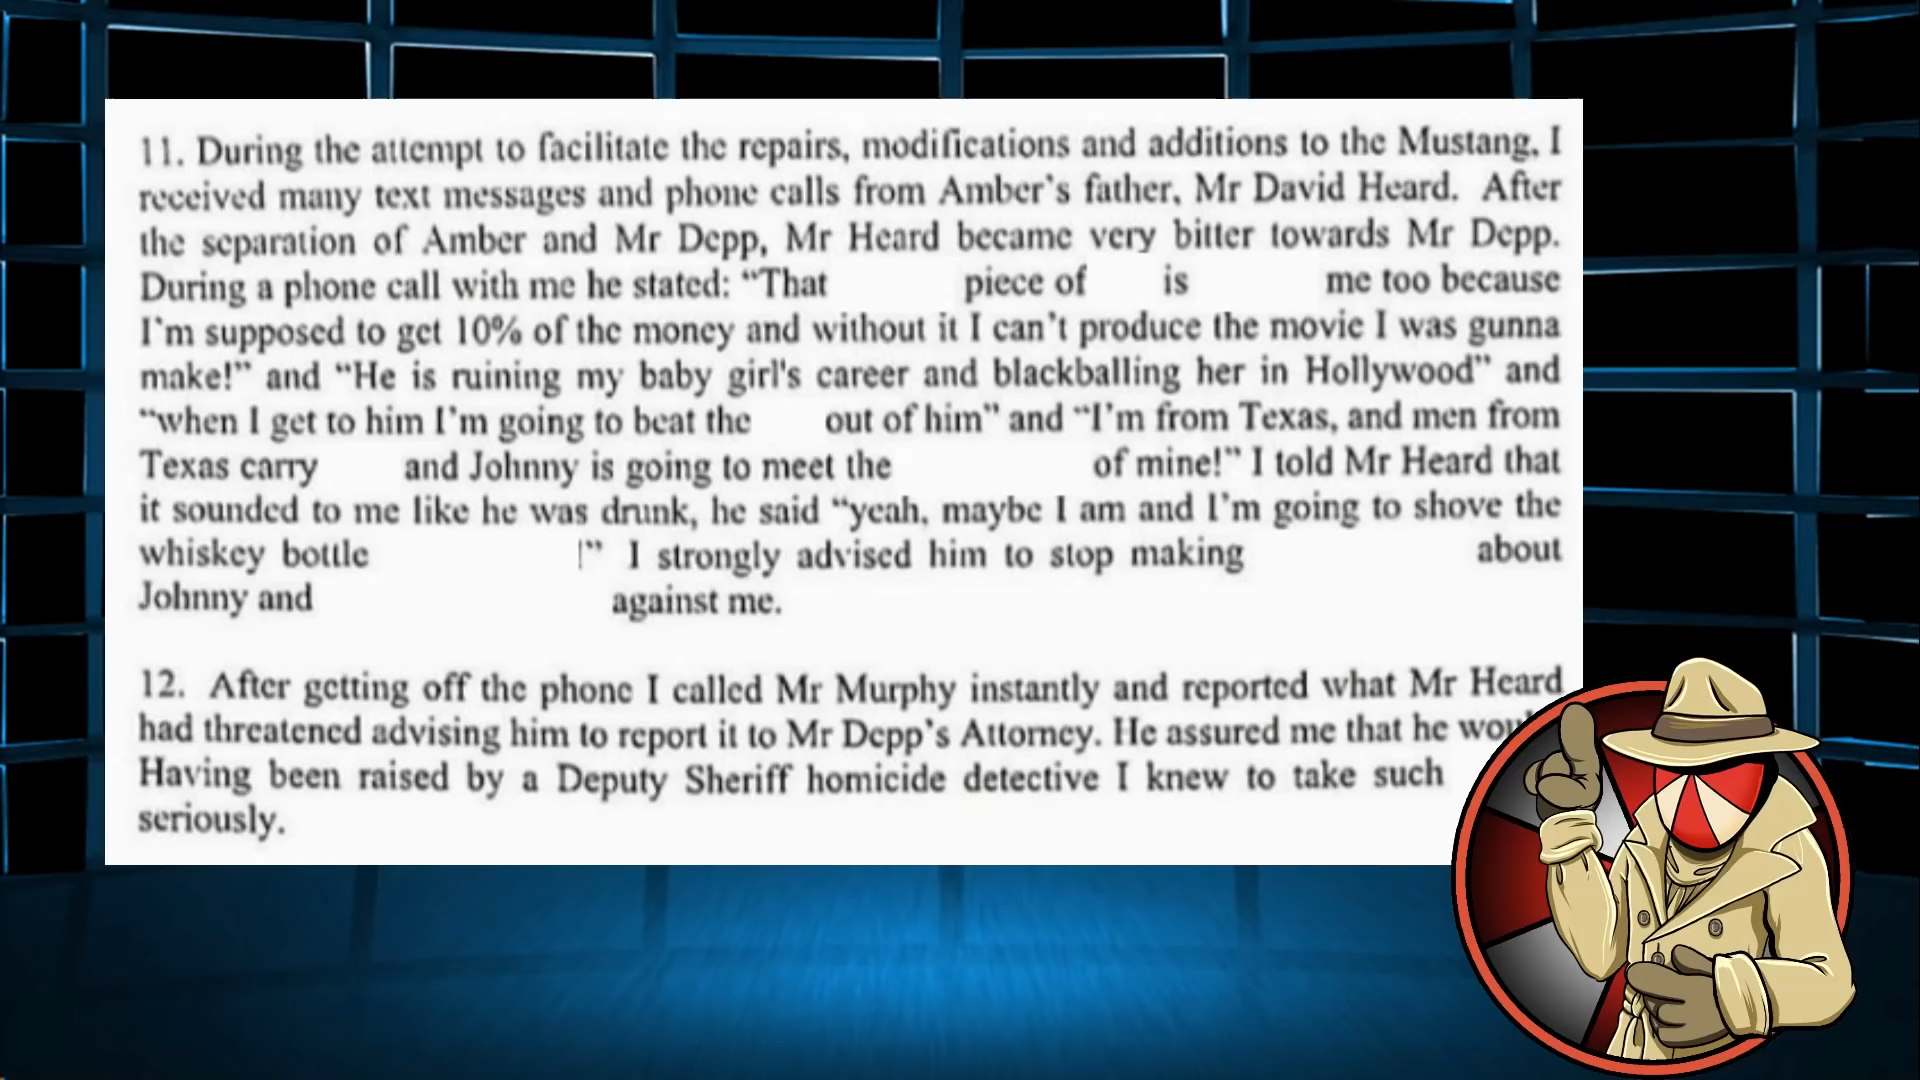 11. During the attempt to facilitate the repairs, modifications and additions to the Mustang, I
received many text messages and phone calls from Amber's father, Mr David Heard. After
the separation of Amber and Mr Depp, Mr Heard became very bitter towards Mr Depp.
During a phone call with me he stated: “That piece of is me too because
I'm supposed to get 10% of the money and without it I can't produce the movie I was gunna
make!” and “He is ruining my baby girl's career and blackballing her in Hollywood” and
“when I get to him I'm going to beat the out of him” and “I'm from Texas, and men from
Texas carry and Johnny is going to meet the of mine!” I told Mr Heard that
it sounded to me like he was drunk, he said “yeah, maybe I am and I'm going to shove the
whiskey bottle !” I strongly advised him to stop making about
Johnny and against me.
12. After getting off the phone I called Mr Murphy instantly and reported what Mr Heard
had threatened advising him to report it to Mr Depp's Attorney. He assured me that he
Having been raised by a Deputy Sheriff homicide detective I knew to take such
seriously.